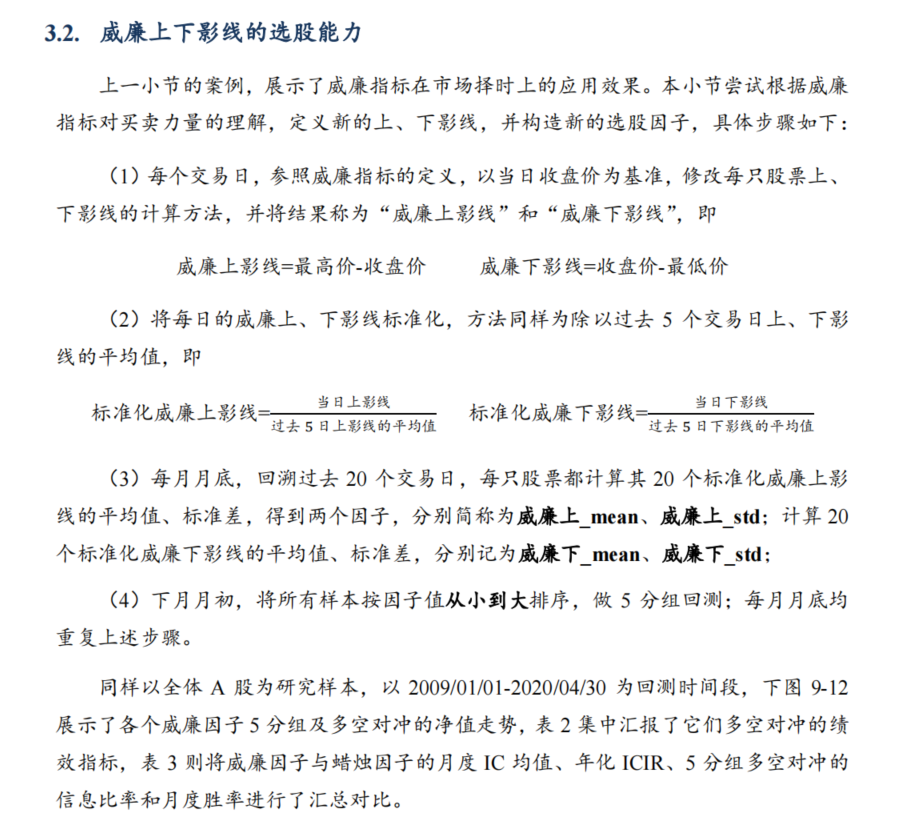 3.2. 威廉上下影线的选股能力
上一小节的案例，展示了威廉指标在市场择时上的应用效果。本小节尝试根据威廉
指标对买卖力量的理解，定义新的上、下影线，并构造新的选股因子，具体步骤如下：
（1）每个交易日，参照威廉指标的定义，以当日收盘价为基准，修改每只股票上、
下影线的计算方法，并将结果称为“威廉上影线”和“威廉下影线”，即
威廉上影线=最高价-收盘价 威廉下影线=收盘价-最低价
（2）将每日的威廉上、下影线标准化，方法同样为除以过去 5 个交易日上、下影
线的平均值，即
标准化威廉上影线=当日上影线/过去 5 日上影线的平均值 标准化威廉下影线=当日下影线/过去 5 日下影线的平均值
（3）每月月底，回溯过去 20 个交易日，每只股票都计算其 20 个标准化威廉上影
线的平均值、标准差，得到两个因子，分别简称为威廉上_mean、威廉上_std；计算 20
个标准化威廉下影线的平均值、标准差，分别记为威廉下_mean、威廉下_std；
（4）下月月初，将所有样本按因子值从小到大排序，做 5 分组回测；每月月底均
重复上述步骤。
同样以全体 A 股为研究样本，以 2009/01/01-2020/04/30 为回测时间段，下图 9-12
展示了各个威廉因子 5 分组及多空对冲的净值走势，表 2 集中汇报了它们多空对冲的绩
效指标，表 3 则将威廉因子与蜡烛因子的月度 IC 均值、年化 ICIR、5 分组多空对冲的
信息比率和月度胜率进行了汇总对比。